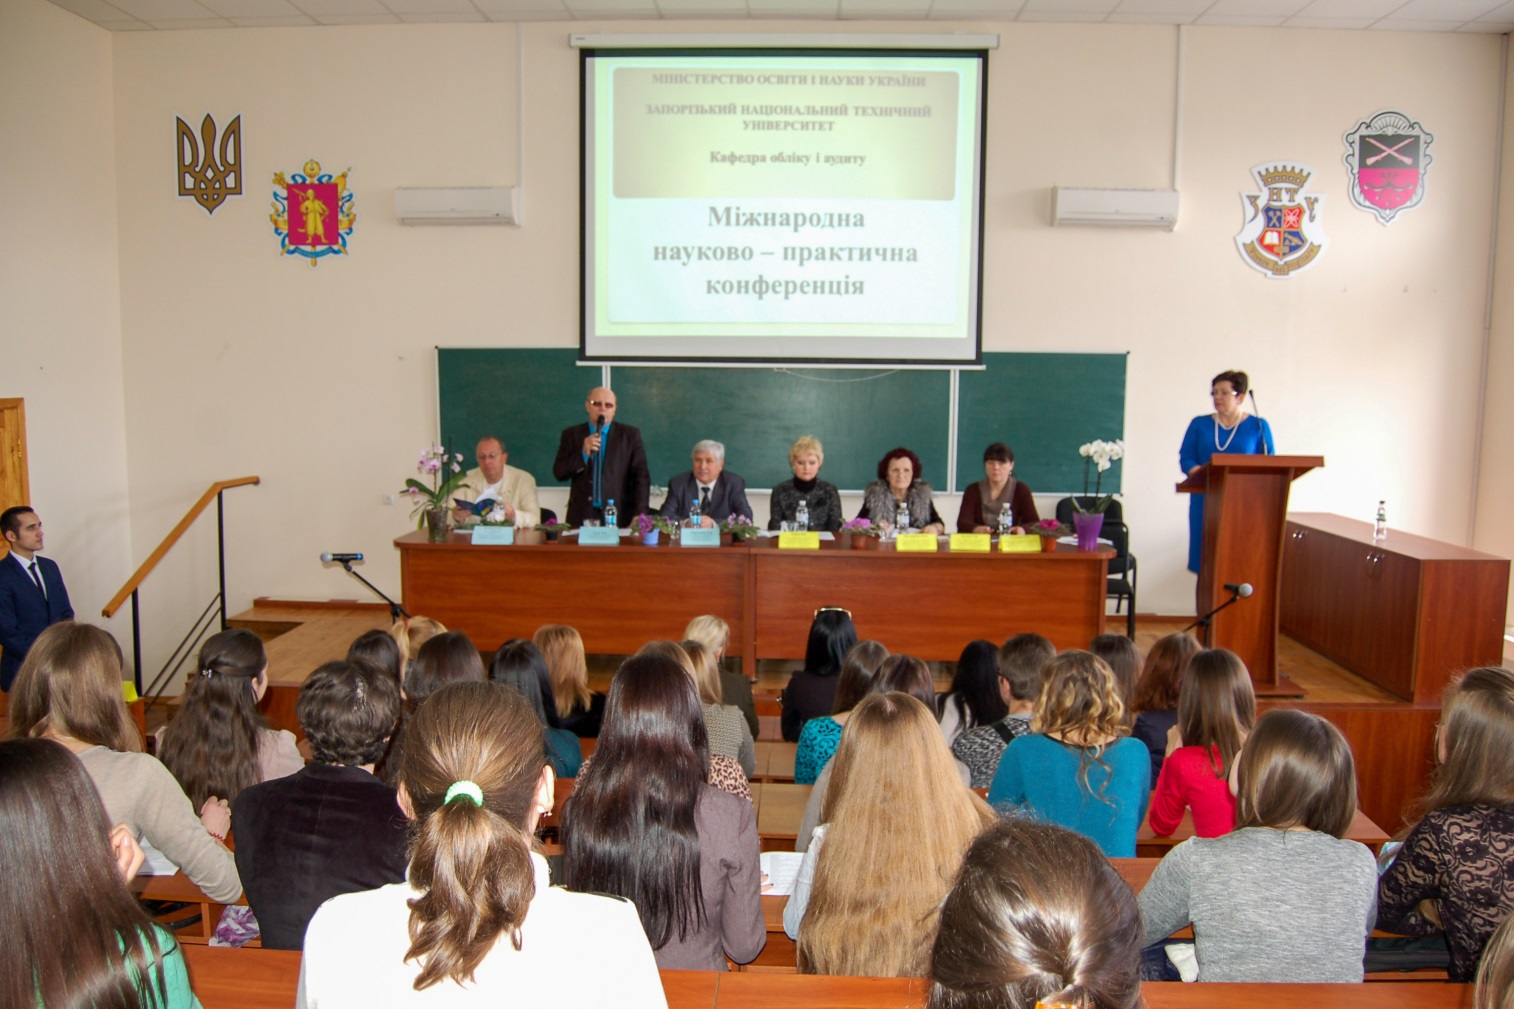 МІНІСТЕРСТВО ОСВІТИ І НАУКИ УКРАЇНИ
ЗАПОРІЗЬКИЙ НАЦІОНАЛЬНИЙ ТЕХНІЧНИЙ
УНІВЕРСИТЕТ
Кафедра обліку і аудиту
Міжнародна
науково – практична
конференція
З Н Т У